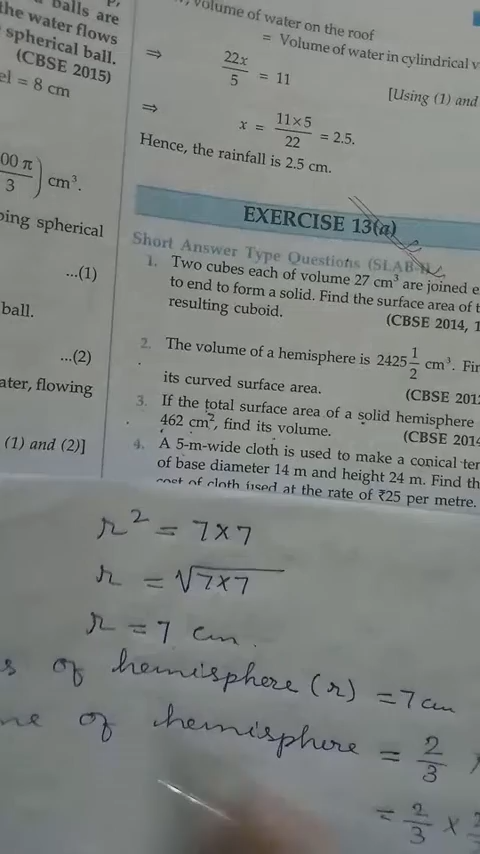 balls are
the water flows
spherical ball.
(CBSE 2015)
el = 8 cm
00 π
3
cm³.
ing spherical
...(1)
ball.
...(2)
ater, flowing
(1) and (2)]
volume of water on the roof
= Volume of water in cylindrical v
⇒ 22x/5 = 11
[Using (1) and
⇒ x = 11×5/22 = 2.5.
Hence, the rainfall is 2.5 cm.
EXERCISE 13(a)
Short Answer Type Questions (SLAB-I)
1. Two cubes each of volume 27 cm³ are joined e
to end to form a solid. Find the surface area of t
resulting cuboid.
(CBSE 2014, 1
2. The volume of a hemisphere is 2425 1/2 cm³. Fin
its curved surface area.
(CBSE 201
3. If the total surface area of a solid hemisphere
462 cm², find its volume.
(CBSE 201
4. A 5-m-wide cloth is used to make a conical ten
of base diameter 14 m and height 24 m. Find th
cost of cloth used at the rate of ₹25 per metre.
r² = 7×7
r = √7×7
r = 7 cm.
s of hemisphere (r) = 7 cm
me of hemisphere = 2/3
= 2/3 ×